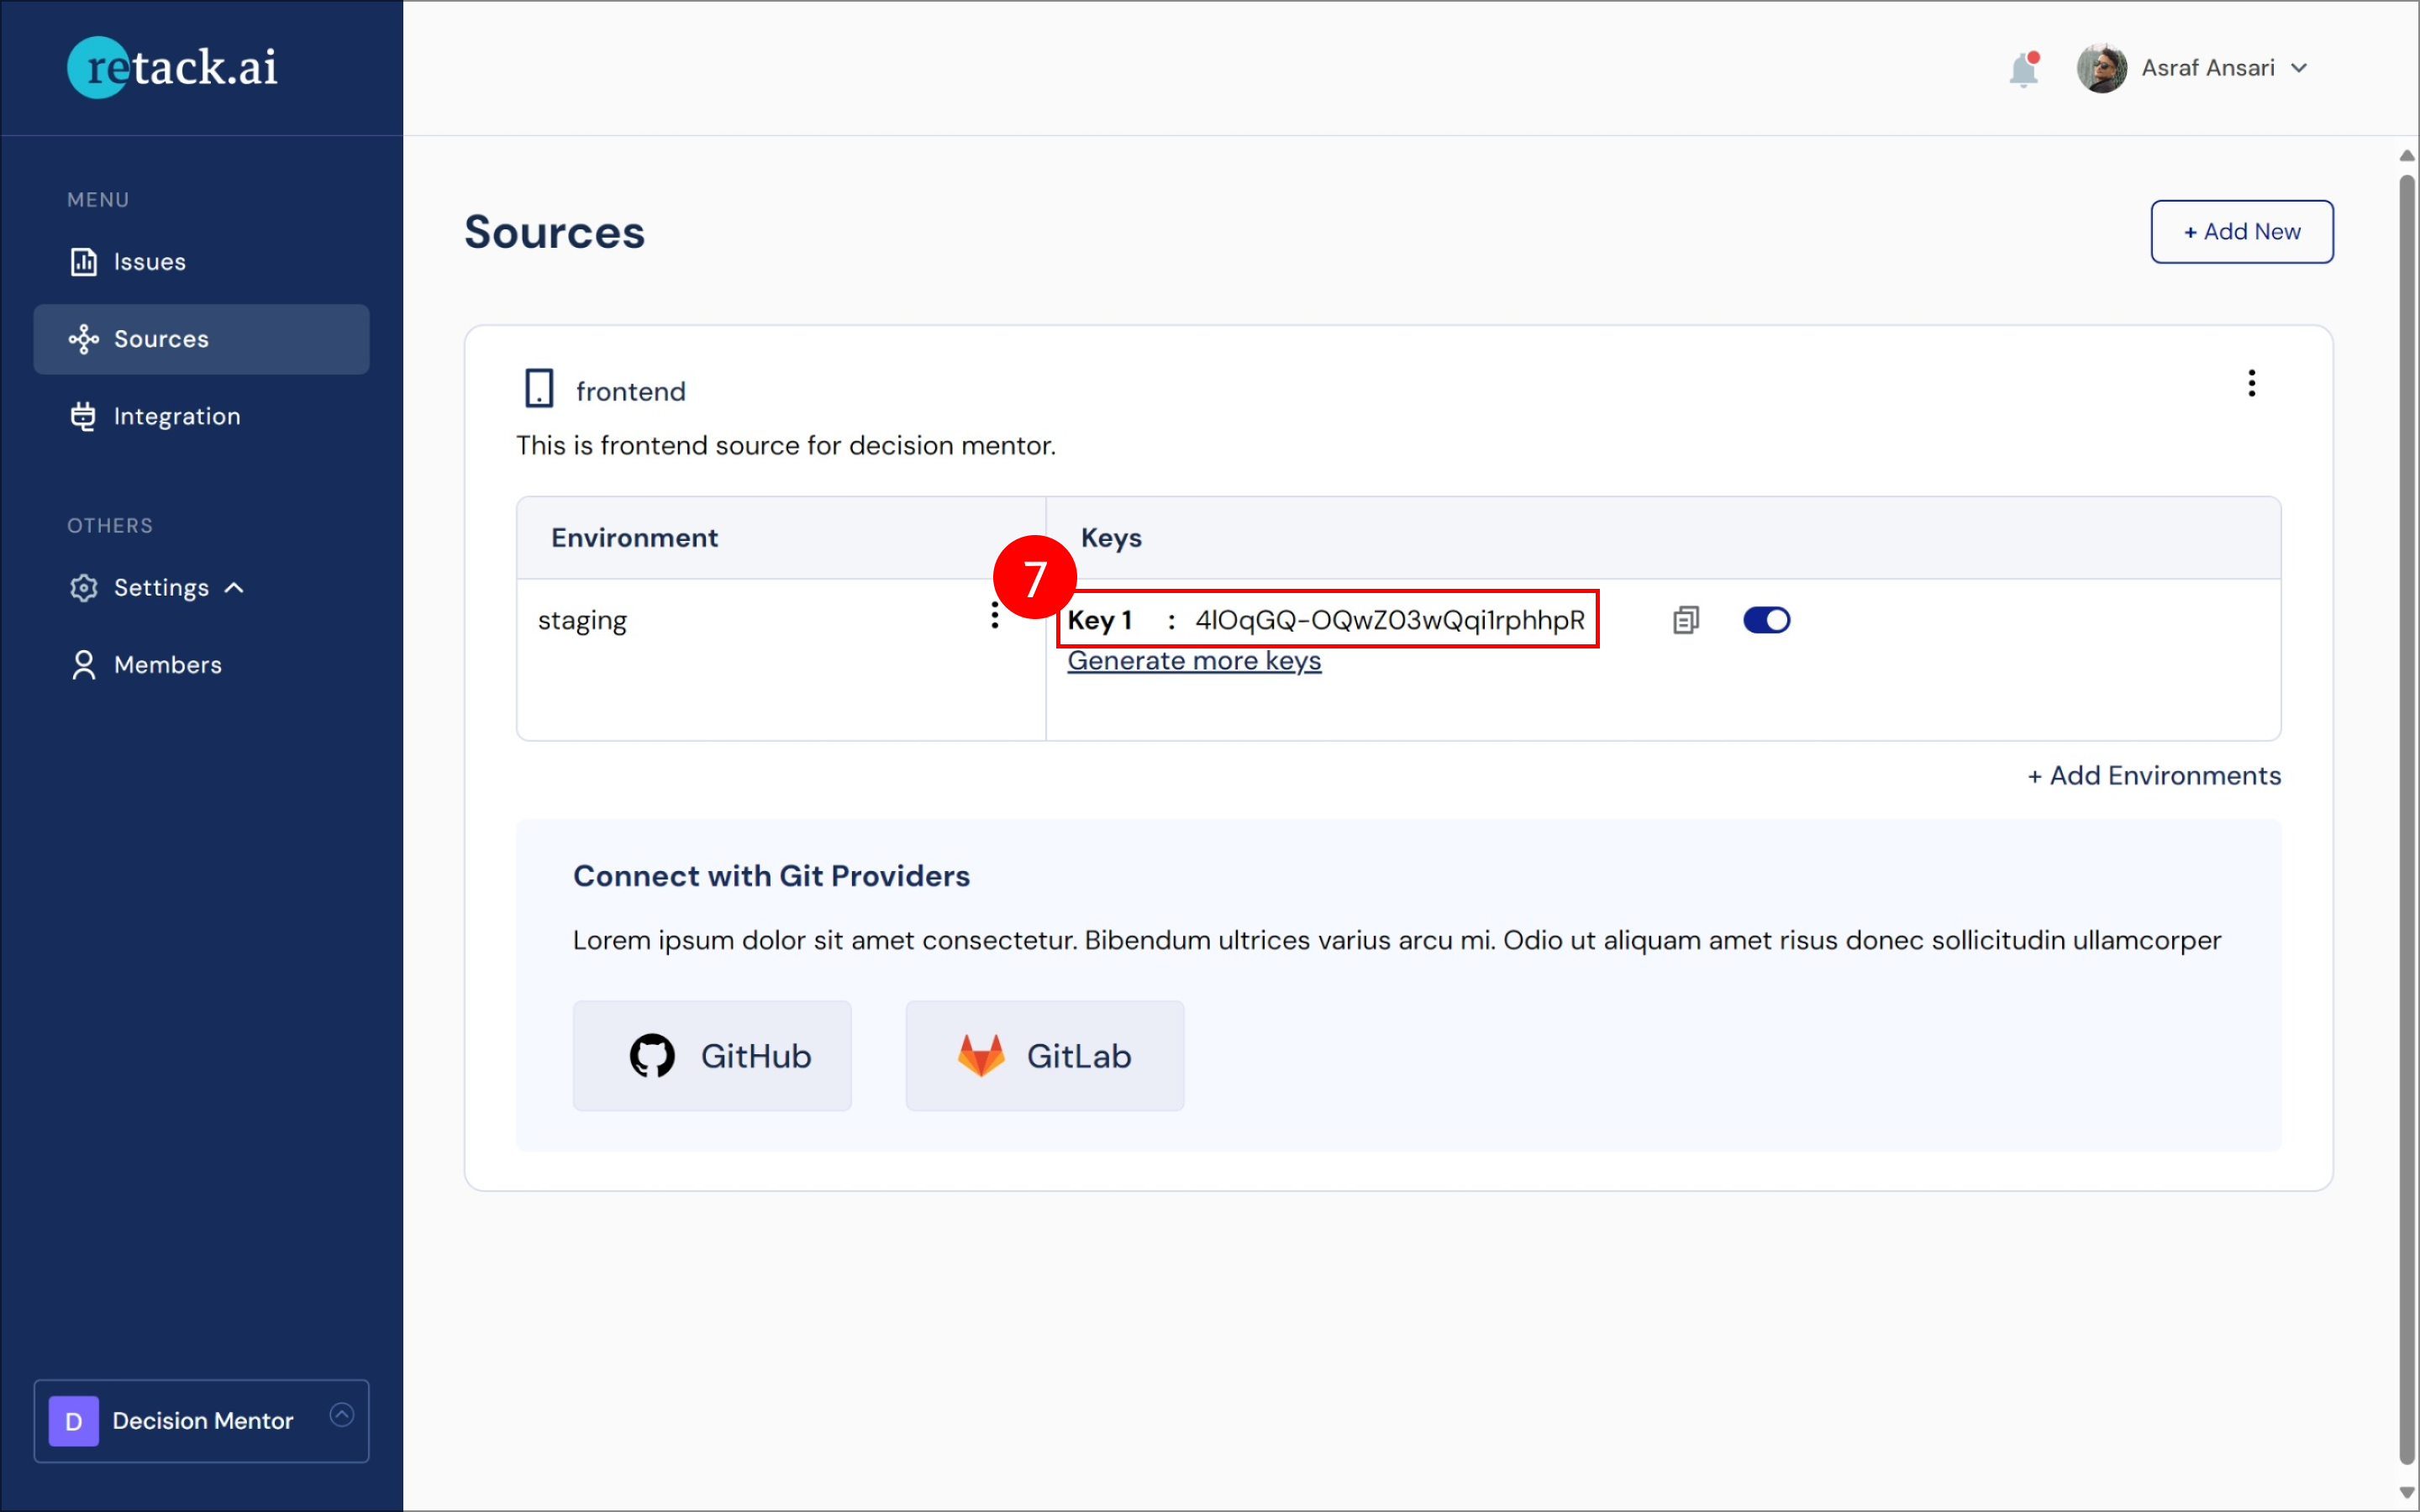 retack.ai
Asraf Ansari
MENU
Issues
Sources
Integration
OTHERS
Settings
Members
D Decision Mentor
Sources
+ Add New
frontend
This is frontend source for decision mentor.
Environment Keys
7
staging Key 1 : 4lOqGQ-OQwZO3wQqi1rphhpR
Generate more keys
+ Add Environments
Connect with Git Providers
Lorem ipsum dolor sit amet consectetur. Bibendum ultrices varius arcu mi. Odio ut aliquam amet risus donec sollicitudin ullamcorper
GitHub GitLab